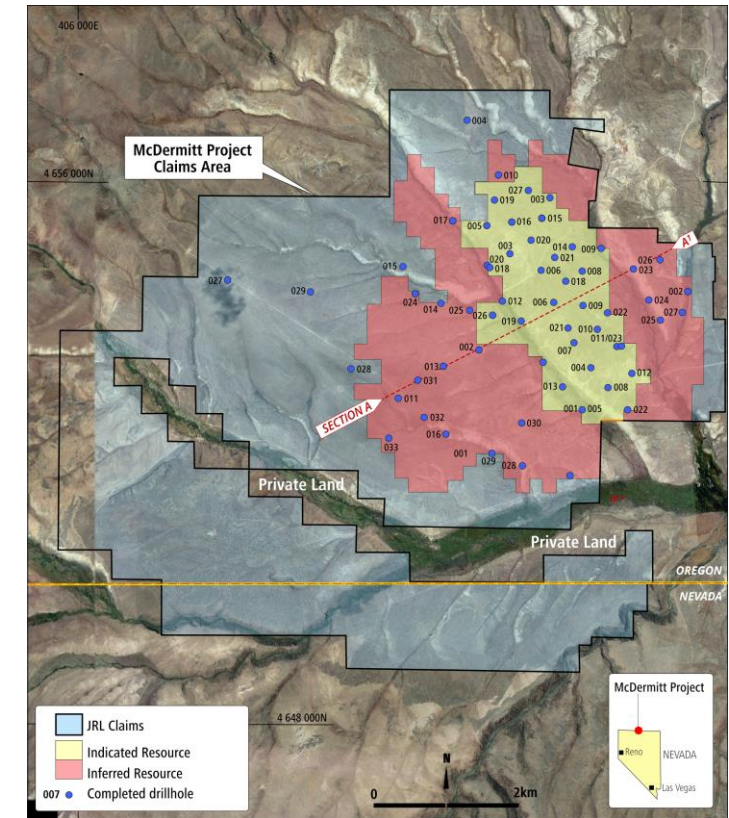 406 000E
McDermitt Project
Claims Area
4 656 000N
004
010
027
003
019
017
005
016
015
020
014
009
003
020
018
015
006
008
018
026
023
A¹
027
029
024
014
025
026
012
006
009
022
024
002
025
027
019
021
010
011/023
007
002
028
013
031
004
012
013
008
011
SECTION A
001
005
022
032
016
030
033
001
029
028
Private Land
Private Land
OREGON
NEVADA
4 648 000N
JRL Claims
Indicated Resource
Inferred Resource
007 Completed drillhole
N
0 2km
McDermitt Project
Reno
NEVADA
Las Vegas